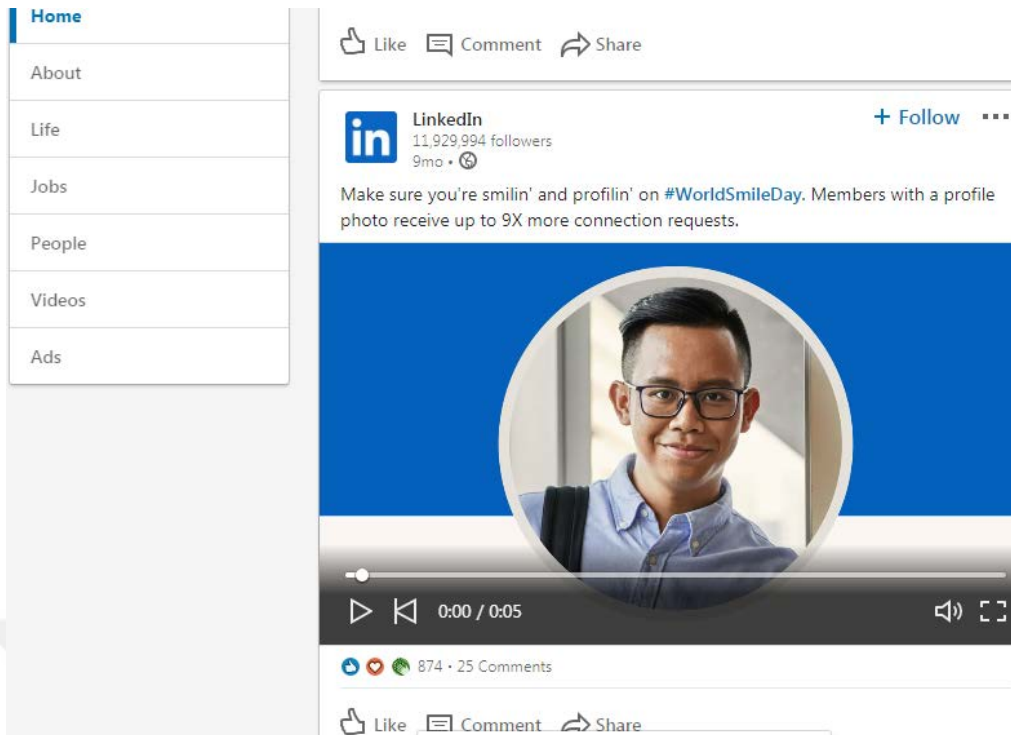 Home
About
Life
Jobs
People
Videos
Ads
Like Comment Share
in LinkedIn
+ Follow
11,929,994 followers
9mo •
Make sure you're smilin' and profilin' on #WorldSmileDay. Members with a profile
photo receive up to 9X more connection requests.
0:00 / 0:05
874 • 25 Comments
Like Comment Share